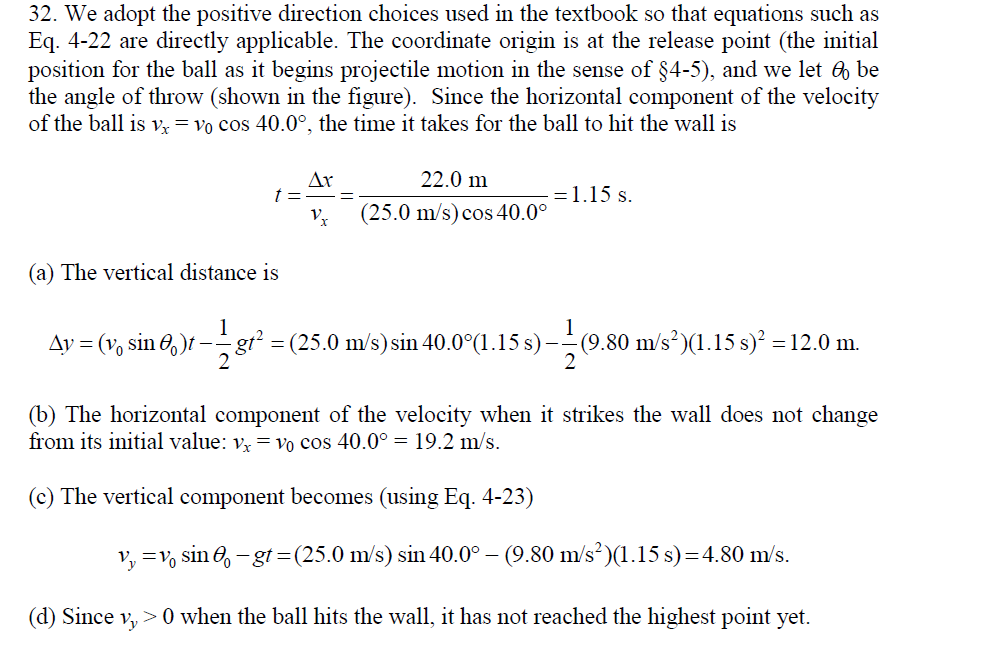 32. We adopt the positive direction choices used in the textbook so that equations such as
Eq. 4-22 are directly applicable. The coordinate origin is at the release point (the initial
position for the ball as it begins projectile motion in the sense of §4-5), and we let θ₀ be
the angle of throw (shown in the figure). Since the horizontal component of the velocity
of the ball is vₓ = v₀ cos 40.0°, the time it takes for the ball to hit the wall is
t = Δx/vₓ = 22.0 m/(25.0 m/s) cos 40.0° = 1.15 s.
(a) The vertical distance is
Δy = (v₀ sin θ₀)t − 1/2 gt² = (25.0 m/s) sin 40.0°(1.15 s) − 1/2 (9.80 m/s²)(1.15 s)² = 12.0 m.
(b) The horizontal component of the velocity when it strikes the wall does not change
from its initial value: vₓ = v₀ cos 40.0° = 19.2 m/s.
(c) The vertical component becomes (using Eq. 4-23)
v_y = v₀ sin θ₀ − gt = (25.0 m/s) sin 40.0° – (9.80 m/s²)(1.15 s) = 4.80 m/s.
(d) Since v_y > 0 when the ball hits the wall, it has not reached the highest point yet.